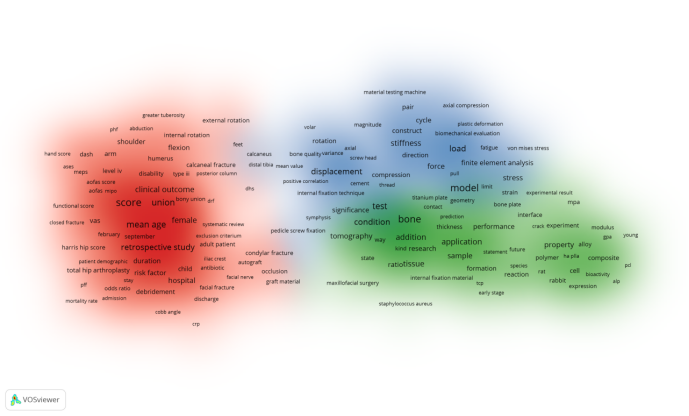 material testing machine
pair
axial compression
greater tuberosity
cycle
external rotation
volar
magnitude
plastic deformation
phf
abduction
construct
biomechanical evaluation
internal rotation
rotation
shoulder
feet
stiffness
axial
load
fatigue
von mises stress
flexion
hand score
dash
arm
calcaneus
bone quality
variance
direction
humerus
screw head
ases
calcaneal fracture
distal tibia
mean value
force
finite element analysis
meps
level iv
disability
type iii
posterior column
displacement
compression
pull
stress
aofas score
positive correlation
cement
thread
clinical outcome
dhs
model
limit
aofas
internal fixation technique
strain
experimental result
score
union
bony union
titanium plate
geometry
functional score
significance
test
contact
bone plate
mpa
closed fracture
vas
mean age
female
systematic review
symphysis
condition
bone
prediction
interface
thickness
performance
crack
experiment
modulus
pedicle screw fixation
february
september
exclusion criterium
tomography
way
addition
application
gpa
young
harris hip score
retrospective study
adult patient
kind
research
property
alloy
condylar fracture
statement
future
patient demographic
duration
iliac crest
state
sample
polymer
ha plla
composite
autograft
ratio
tissue
species
pd
total hip arthroplasty
risk factor
child
antibiotic
occlusion
formation
rat
cell
stay
facial nerve
internal fixation material
reaction
bioactivity
pff
hospital
graft material
maxillofacial surgery
tcp
rabbit
alp
odds ratio
debridement
facial fracture
expression
early stage
mortality rate
admission
discharge
staphylococcus aureus
cobb angle
crp
VOSviewer